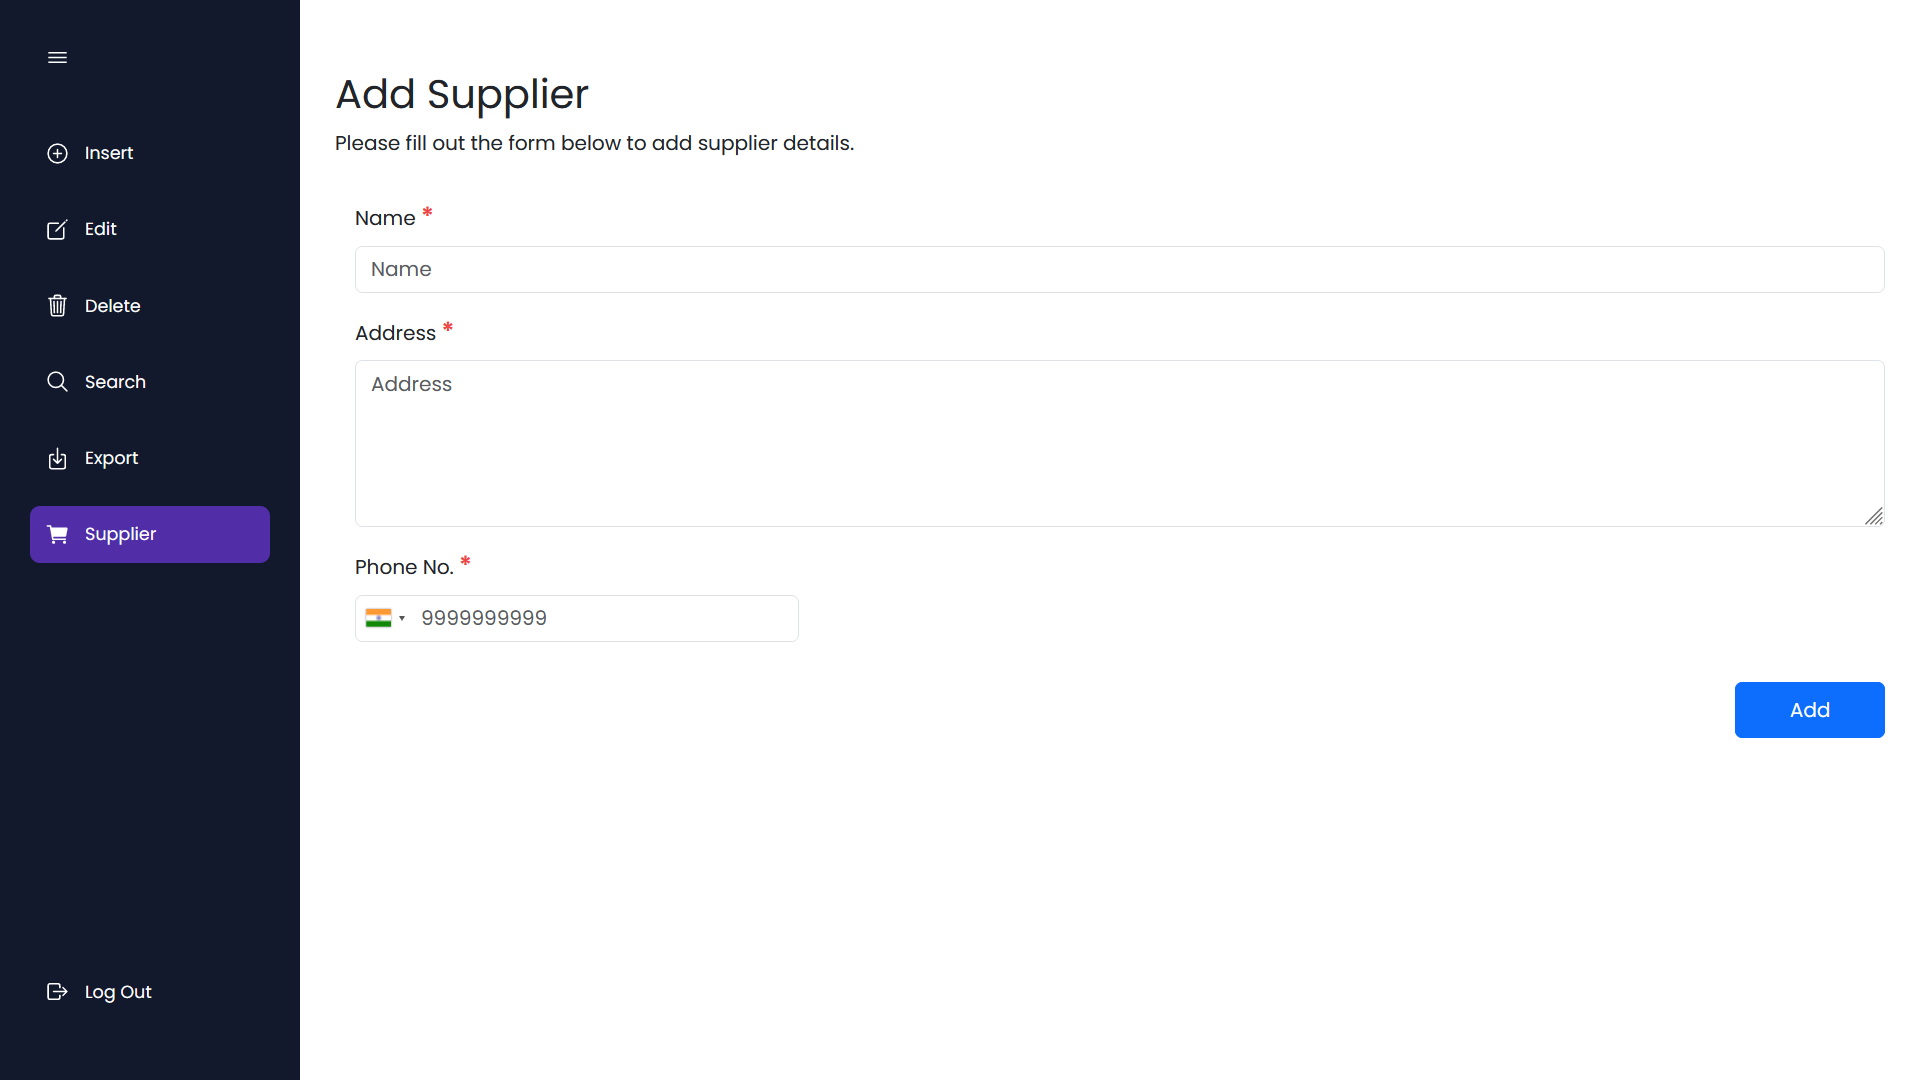 Insert
Edit
Delete
Search
Export
Supplier
Log Out
Add Supplier
Please fill out the form below to add supplier details.
Name *
Name
Address *
Address
Phone No. *
9999999999
Add